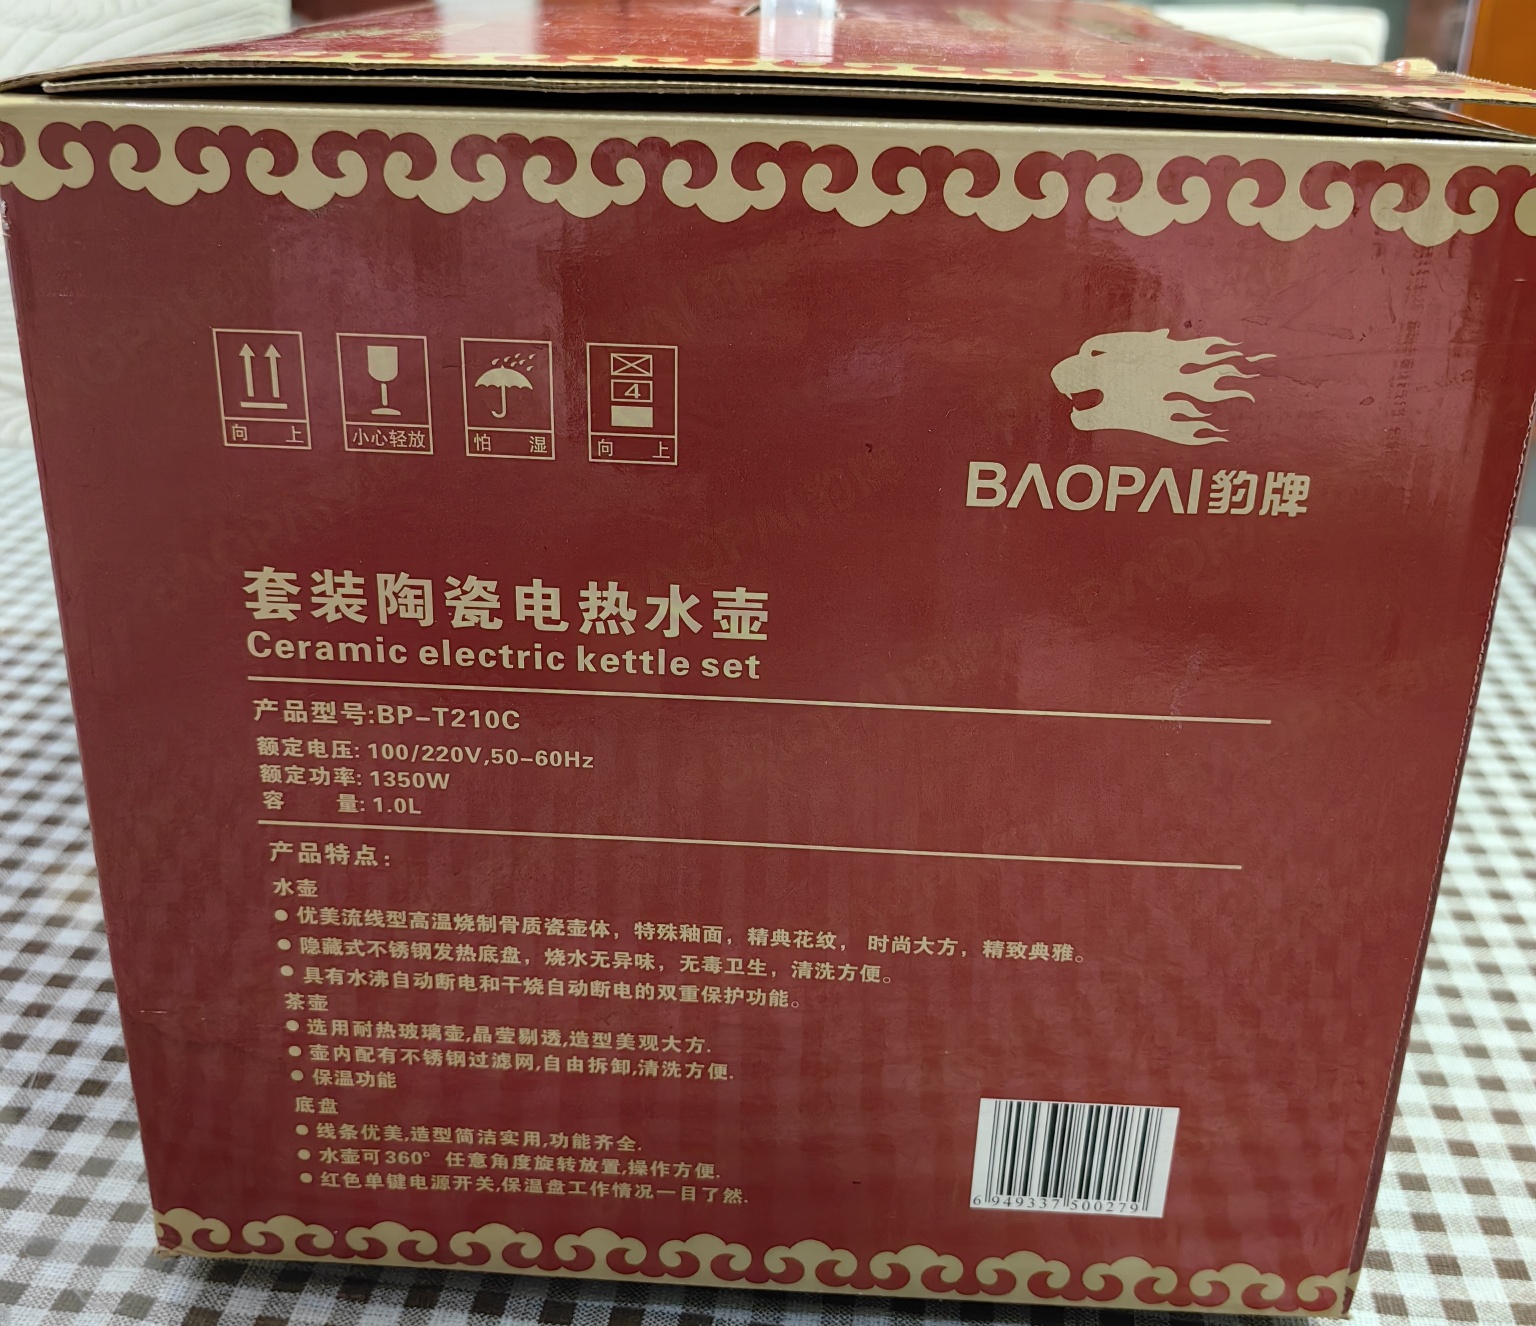 向 上
小心轻放
怕 湿
4
向 上
BAOPAI豹牌
套装陶瓷电热水壶
Ceramic electric kettle set
产品型号:BP-T210C
额定电压: 100/220V,50-60Hz
额定功率: 1350W
容 量: 1.0L
产品特点:
水壶
● 优美流线型高温烧制骨质瓷壶体，特殊釉面，精典花纹， 时尚大方，精致典雅。
● 隐藏式不锈钢发热底盘，烧水无异味，无毒卫生，清洗方便。
● 具有水沸自动断电和干烧自动断电的双重保护功能。
茶壶
● 选用耐热玻璃壶,晶莹剔透,造型美观大方.
● 壶内配有不锈钢过滤网,自由拆卸,清洗方便.
● 保温功能
底盘
● 线条优美,造型简洁实用,功能齐全.
● 水壶可360° 任意角度旋转放置,操作方便.
● 红色单键电源开关,保温盘工作情况一目了然.
6 949337 500279